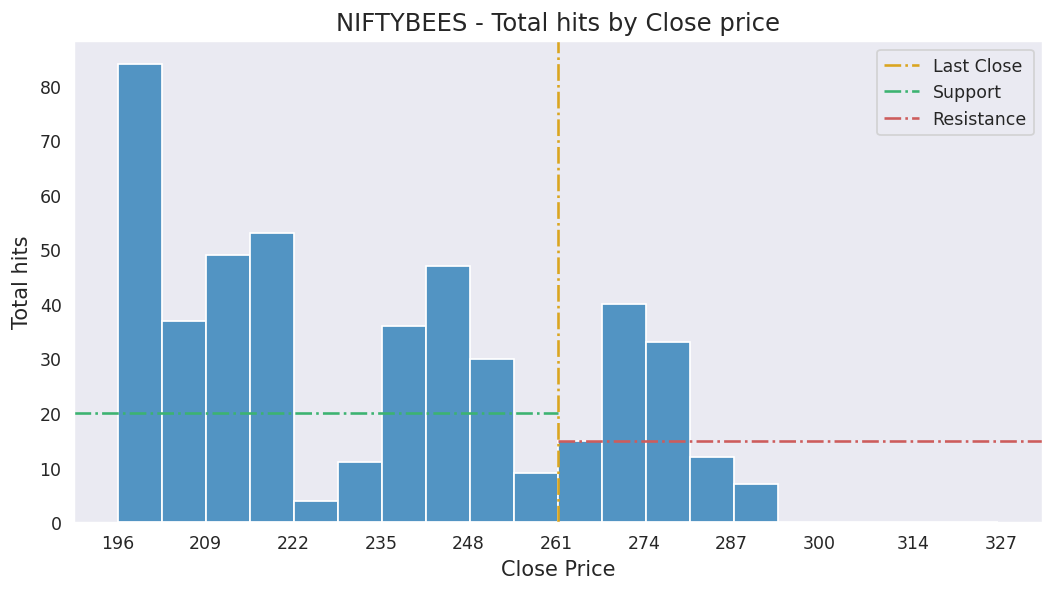 NIFTYBEES - Total hits by Close price
Last Close
Support
Resistance
Total hits
80
70
60
50
40
30
20
10
0
196 209 222 235 248 261 274 287 300 314 327
Close Price